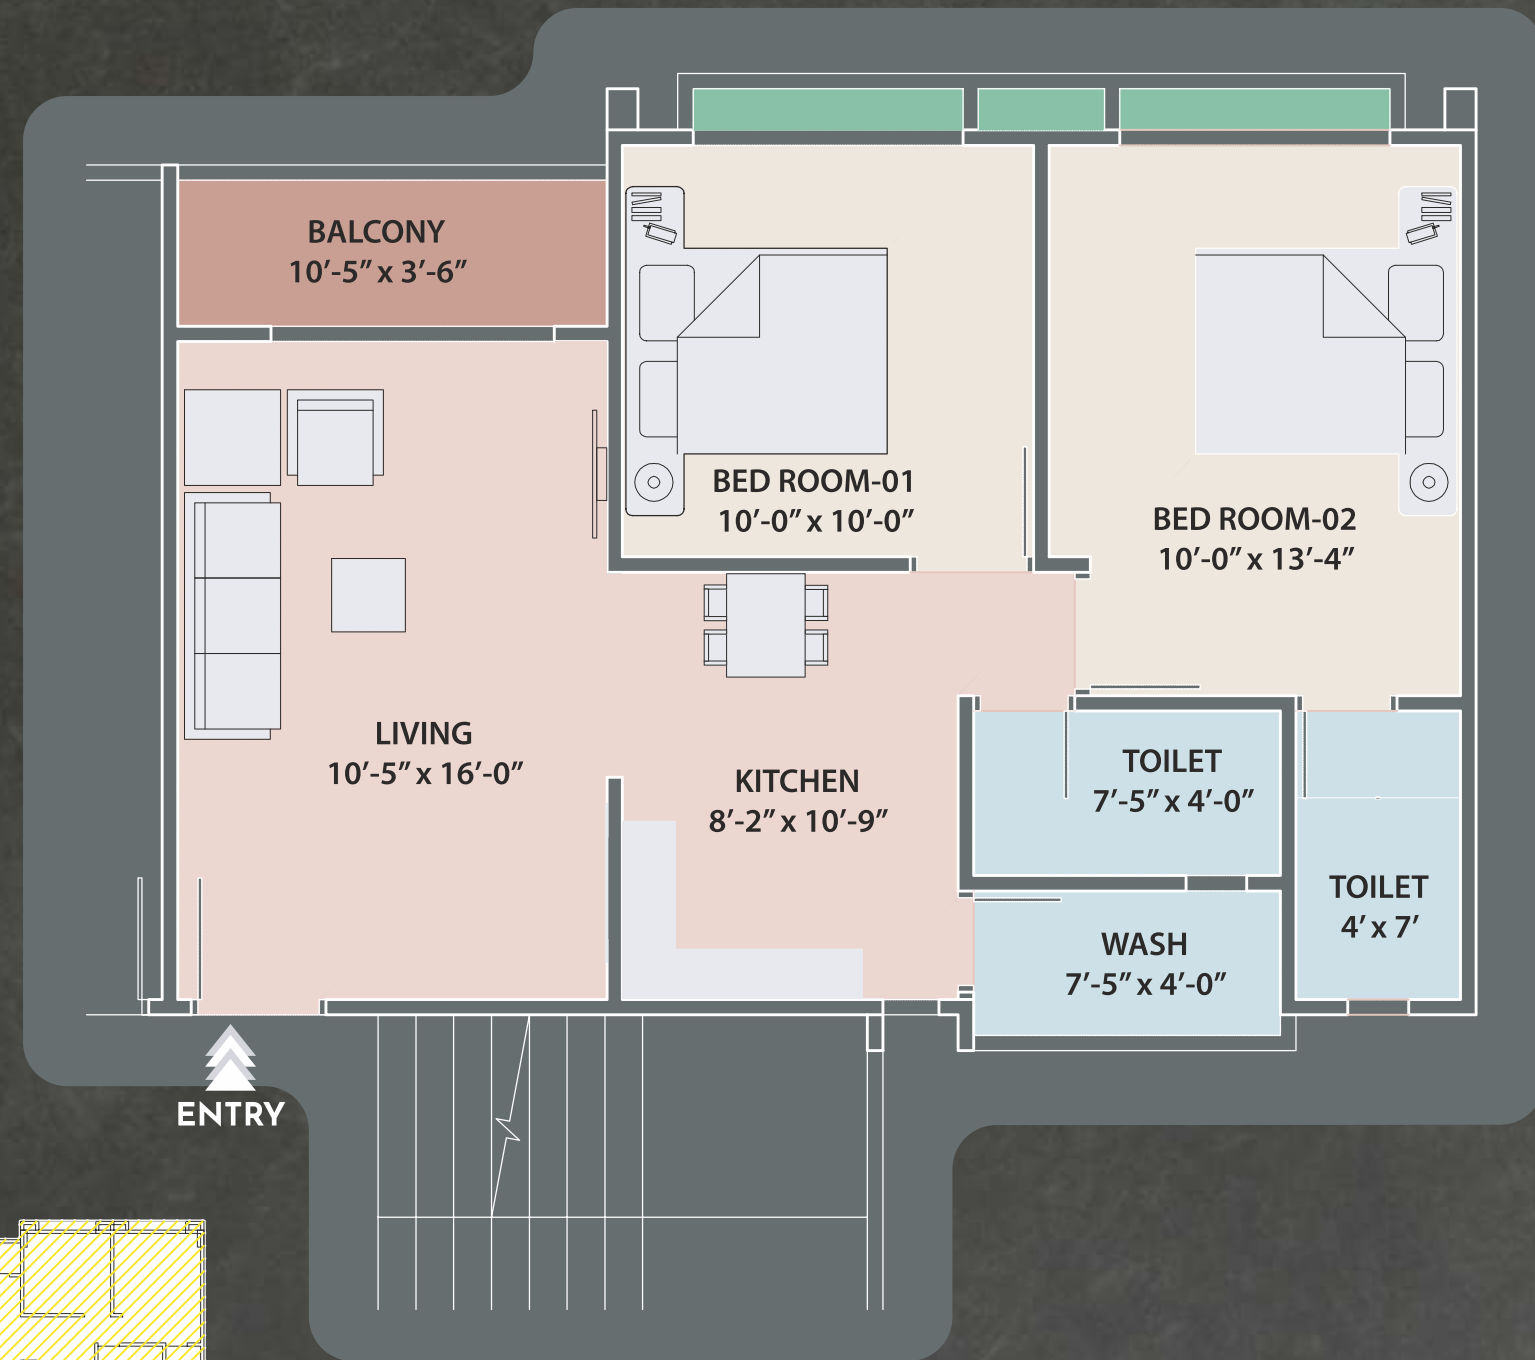 BALCONY
10’-5” x 3’-6”
BED ROOM-01
10’-0” x 10’-0”
BED ROOM-02
10’-0” x 13’-4”
LIVING
10’-5” x 16’-0”
KITCHEN
8’-2” x 10’-9”
TOILET
7’-5” x 4’-0”
TOILET
4’ x 7’
WASH
7’-5” x 4’-0”
ENTRY